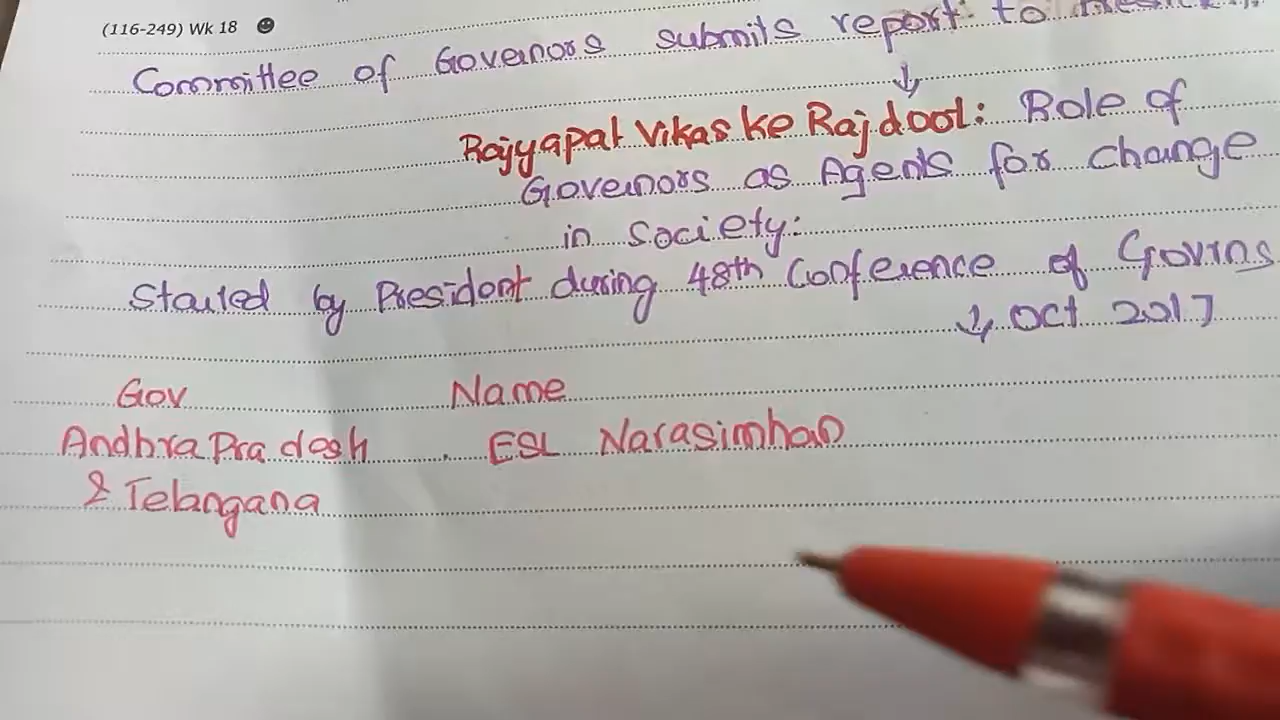 (116-249) Wk 18
Committee of Governors submits report to
Rajyapal Vikas ke Rajdoot: Role of
Governors as Agents for change
in Society:
Started by President during 48th Conference of Govrns
Oct 2017
Gov Name
Andhra Pradesh . ESL Narasimhan
& Telangana